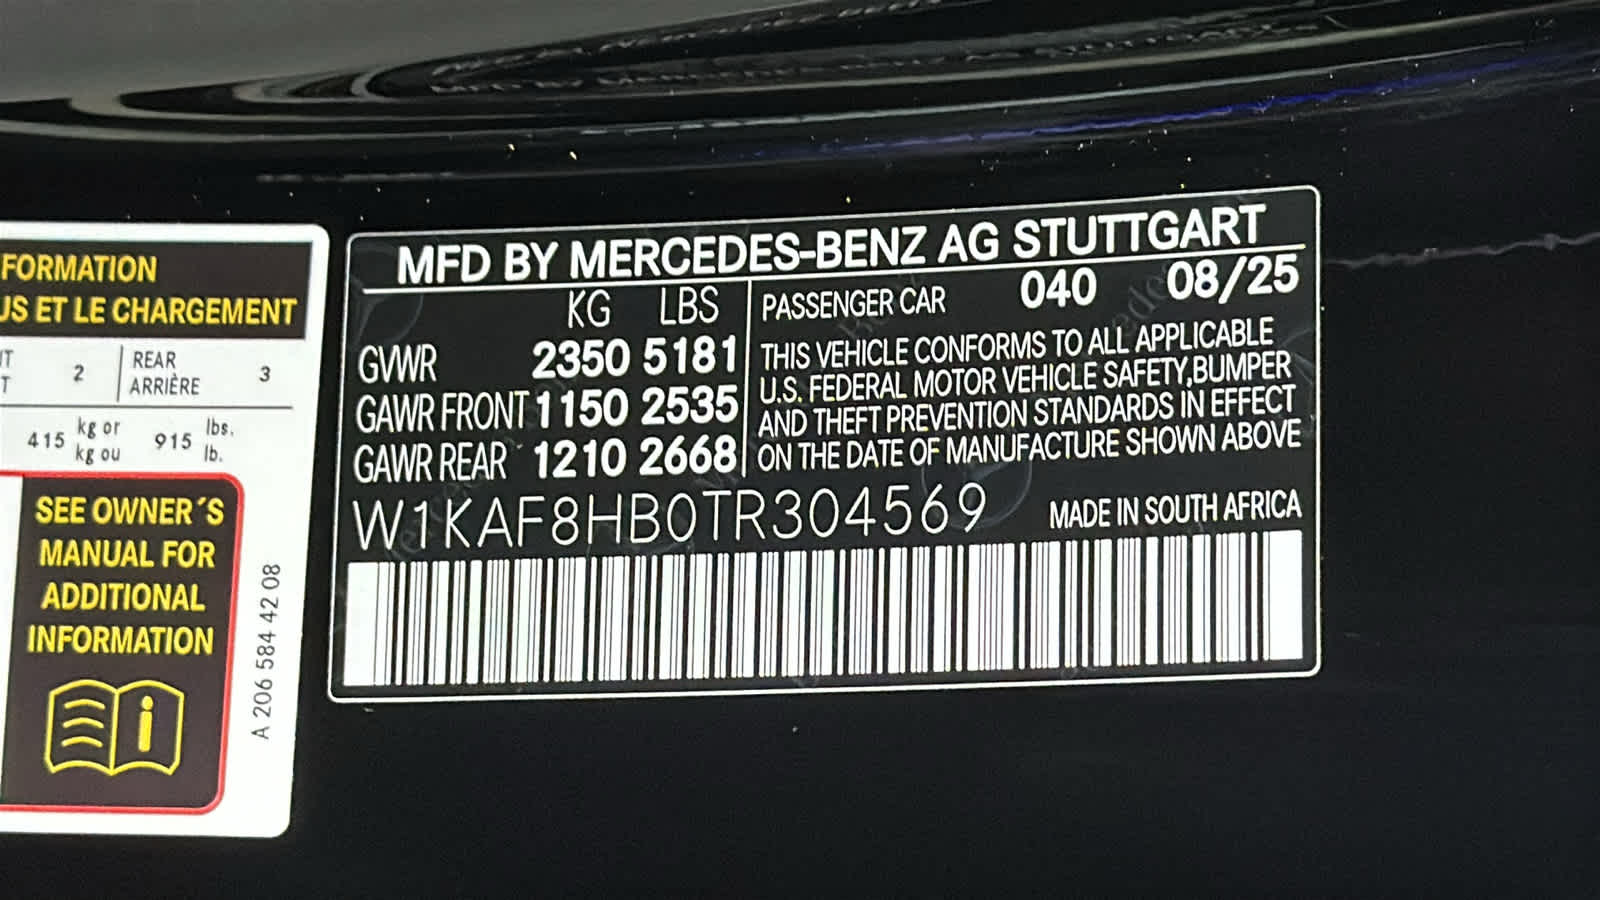 FORMATION
US ET LE CHARGEMENT
2 REAR ARRIÈRE 3
415 kg or kg ou 915 lbs. lb.
SEE OWNER´S
MANUAL FOR
ADDITIONAL
INFORMATION
A 206 584 42 08
MFD BY MERCEDES-BENZ AG STUTTGART
KG LBS
GVWR 2350 5181
GAWR FRONT 1150 2535
GAWR REAR 1210 2668
PASSENGER CAR 040 08/25
THIS VEHICLE CONFORMS TO ALL APPLICABLE
U.S. FEDERAL MOTOR VEHICLE SAFETY,BUMPER
AND THEFT PREVENTION STANDARDS IN EFFECT
ON THE DATE OF MANUFACTURE SHOWN ABOVE
W1KAF8HB0TR304569
MADE IN SOUTH AFRICA